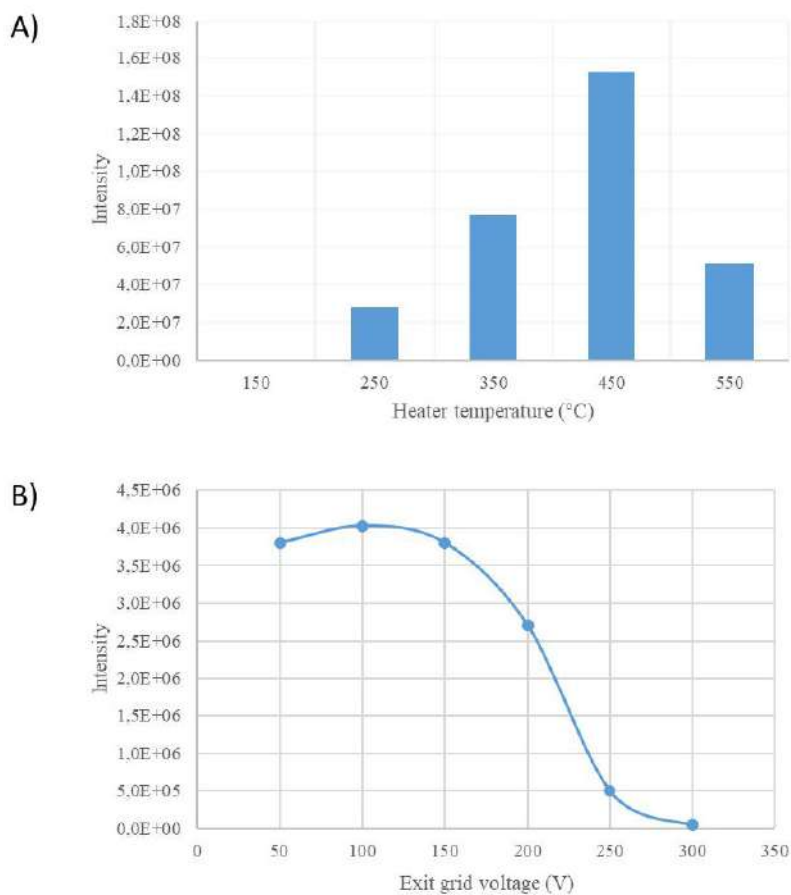 A)
1.8E+08
1.6E+08
1.4E+08
1.2E+08
1.0E+08
8.0E+07
6.0E+07
4.0E+07
2.0E+07
0.0E+00
Intensity
150 250 350 450 550
Heater temperature (°C)
B)
4.5E+06
4.0E+06
3.5E+06
3.0E+06
2.5E+06
2.0E+06
1.5E+06
1.0E+06
5.0E+05
0.0E+00
Intensity
0 50 100 150 200 250 300 350
Exit grid voltage (V)